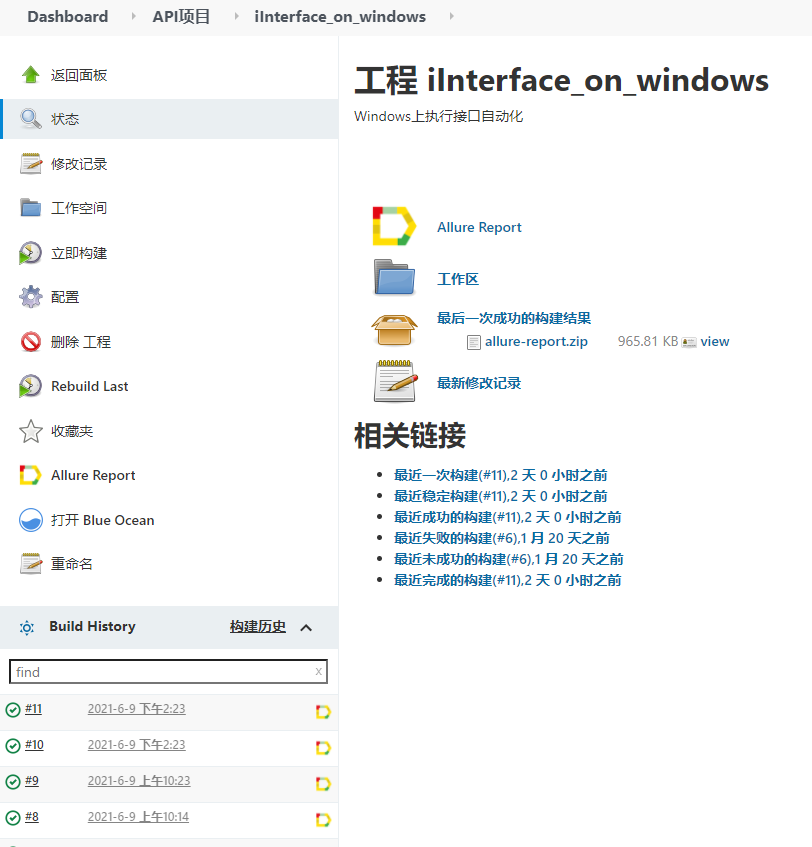 Dashboard API项目 iInterface_on_windows
返回面板
状态
修改记录
工作空间
立即构建
配置
删除 工程
Rebuild Last
收藏夹
Allure Report
打开 Blue Ocean
重命名
Build History 构建历史
find x
#11 2021-6-9 下午2:23
#10 2021-6-9 下午2:23
#9 2021-6-9 上午10:23
#8 2021-6-9 上午10:14
工程 iInterface_on_windows
Windows上执行接口自动化
Allure Report
工作区
最后一次成功的构建结果
allure-report.zip 965.81 KB view
最新修改记录
相关链接
最近一次构建(#11),2 天 0 小时之前
最近稳定构建(#11),2 天 0 小时之前
最近成功的构建(#11),2 天 0 小时之前
最近失败的构建(#6),1 月 20 天之前
最近未成功的构建(#6),1 月 20 天之前
最近完成的构建(#11),2 天 0 小时之前